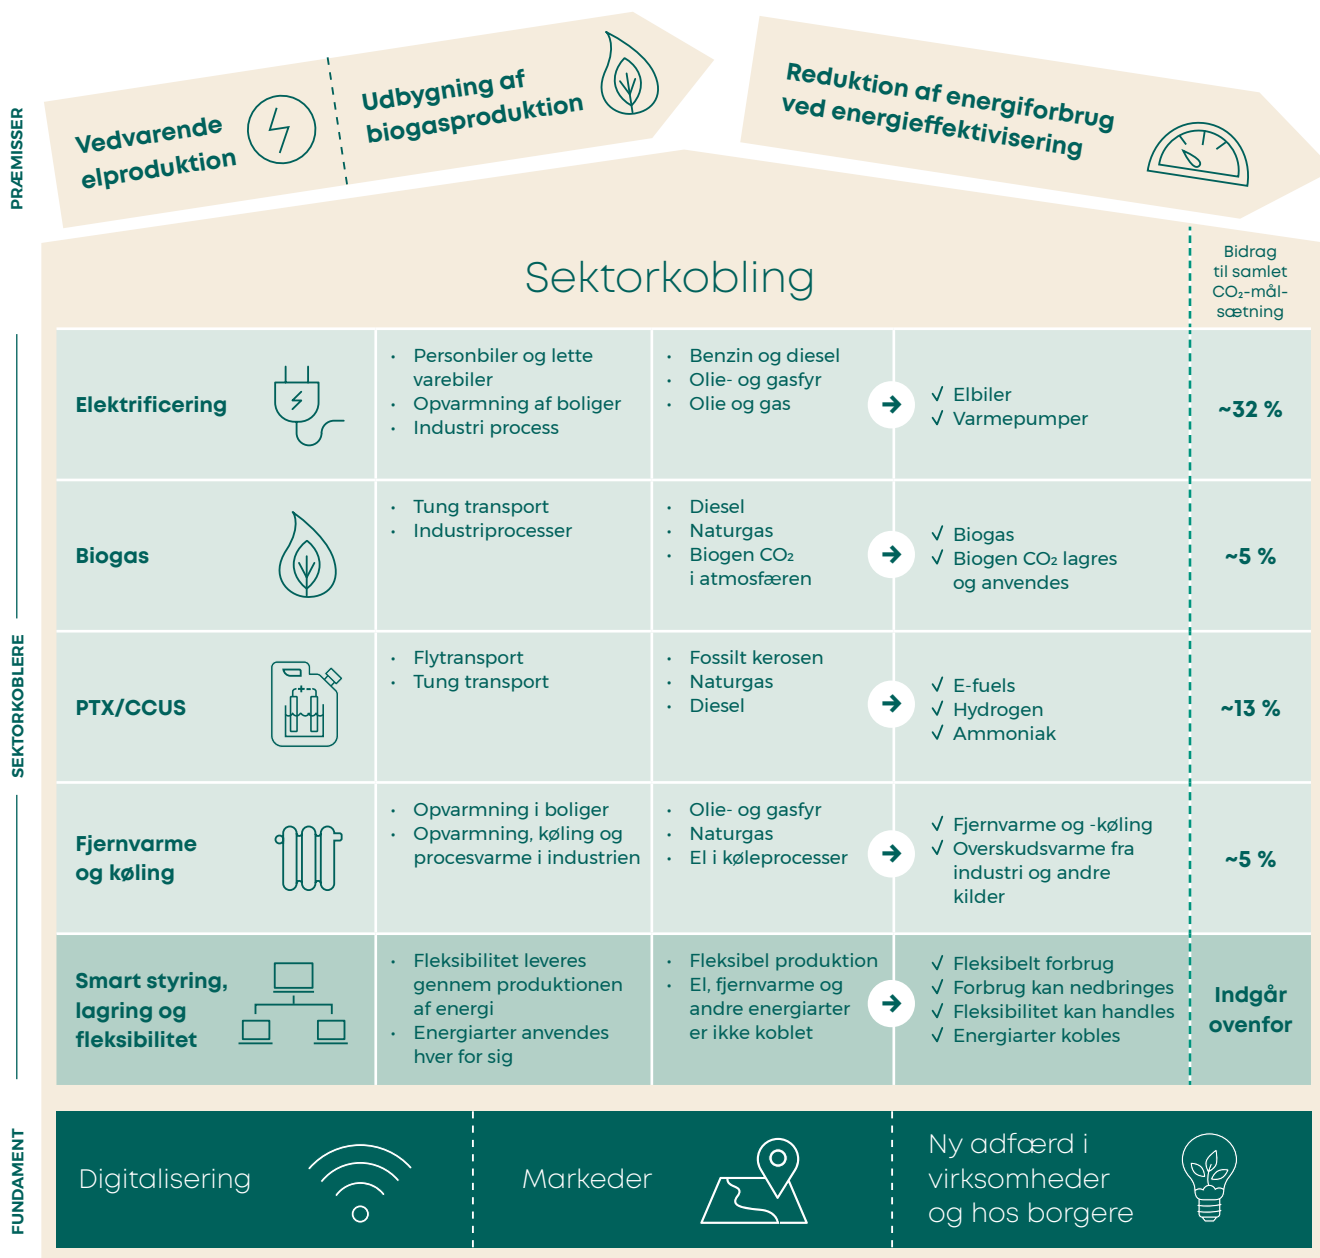 PRÆMISSER
Vedvarende
elproduktion
Udbygning af
biogasproduktion
Reduktion af energiforbrug
ved energieffektivisering
Sektorkobling
Bidrag
til samlet
CO₂-mål-
sætning
SEKTORKOBLERE
Elektrificering
• Personbiler og lette
varebiler
• Opvarmning af boliger
• Industri process
• Benzin og diesel
• Olie- og gasfyr
• Olie og gas
√ Elbiler
√ Varmepumper
~32 %
Biogas
• Tung transport
• Industriprocesser
• Diesel
• Naturgas
• Biogen CO₂
i atmosfæren
√ Biogas
√ Biogen CO₂ lagres
og anvendes
~5 %
PTX/CCUS
• Flytransport
• Tung transport
• Fossilt kerosen
• Naturgas
• Diesel
√ E-fuels
√ Hydrogen
√ Ammoniak
~13 %
Fjernvarme
og køling
• Opvarmning i boliger
• Opvarmning, køling og
procesvarme i industrien
• Olie- og gasfyr
• Naturgas
• El i køleprocesser
√ Fjernvarme og -køling
√ Overskudsvarme fra
industri og andre
kilder
~5 %
Smart styring,
lagring og
fleksibilitet
• Fleksibilitet leveres
gennem produktionen
af energi
• Energiarter anvendes
hver for sig
• Fleksibel produktion
• El, fjernvarme og
andre energiarter
er ikke koblet
√ Fleksibelt forbrug
√ Forbrug kan nedbringes
√ Fleksibilitet kan handles
√ Energiarter kobles
Indgår
ovenfor
FUNDAMENT
Digitalisering
Markeder
Ny adfærd i
virksomheder
og hos borgere